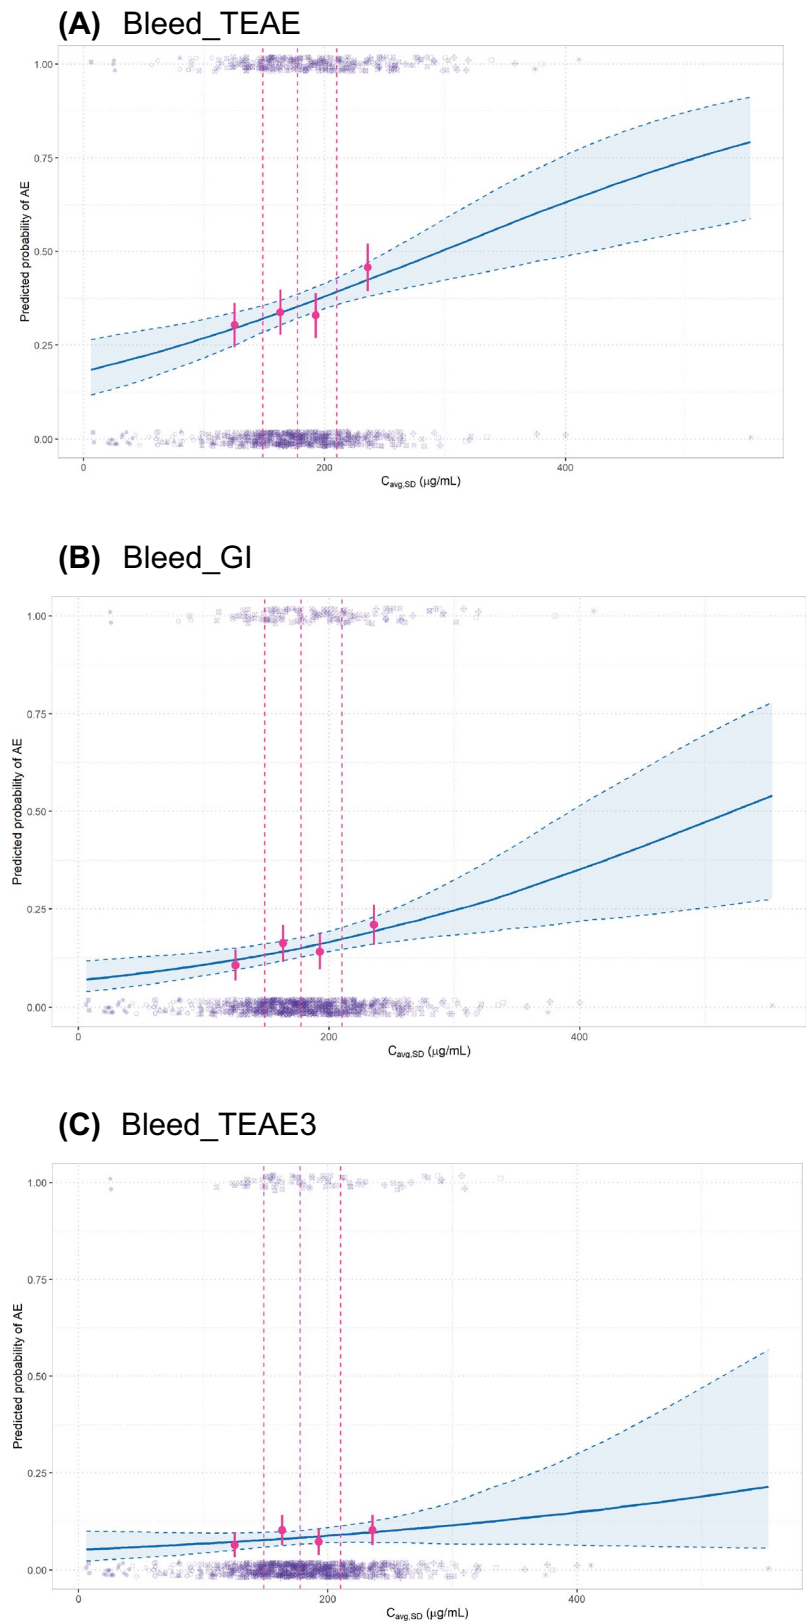 (A) Bleed_TEAE
1.00
0.75
0.50
0.25
0.00
Predicted probability of AE
0 200 400
Cavg,SD (μg/mL)
(B) Bleed_GI
1.00
0.75
0.50
0.25
0.00
Predicted probability of AE
0 200 400
Cavg,SD (μg/mL)
(C) Bleed_TEAE3
1.00
0.75
0.50
0.25
0.00
Predicted probability of AE
0 200 400
Cavg,SD (μg/mL)